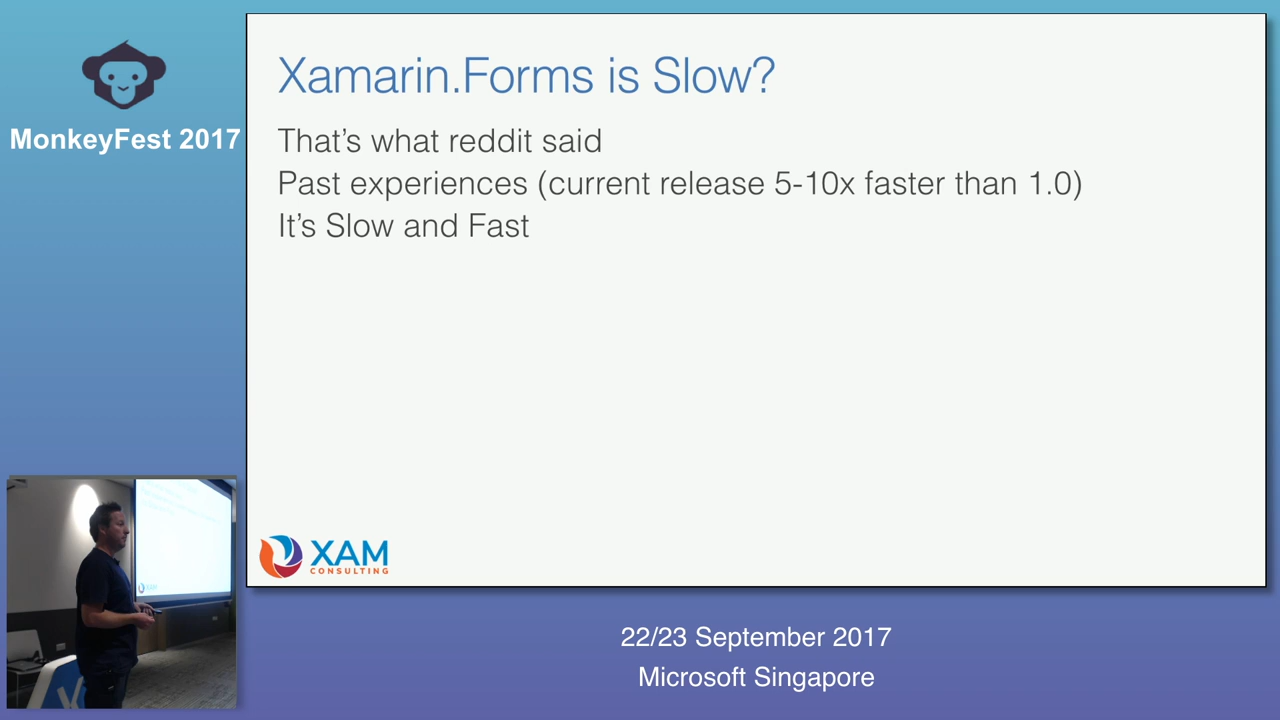 MonkeyFest 2017
Xamarin.Forms is Slow?
That's what reddit said
Past experiences (current release 5-10x faster than 1.0)
It's Slow and Fast
XAM
CONSULTING
22/23 September 2017
Microsoft Singapore